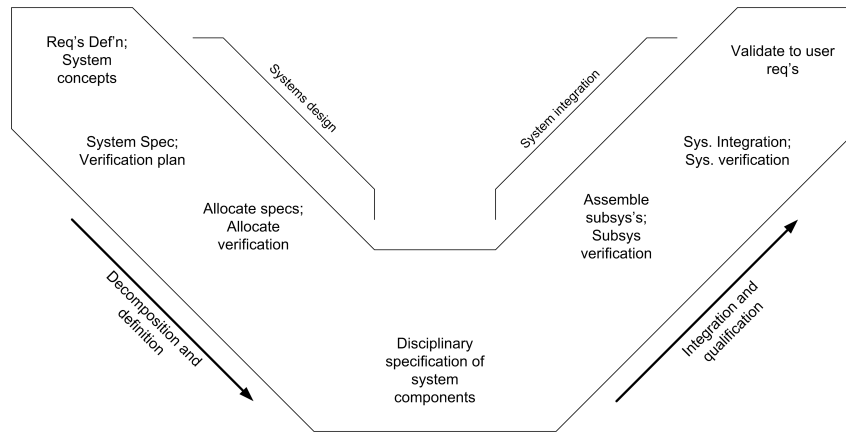 Req’s Def’n;
System
concepts
System Spec;
Verification plan
Allocate specs;
Allocate
verification
Systems design
Decomposition and
definition
Disciplinary
specification of
system
components
System integration
Assemble
subsys’s;
Subsys
verification
Sys. Integration;
Sys. verification
Validate to user
req’s
Integration and
qualification